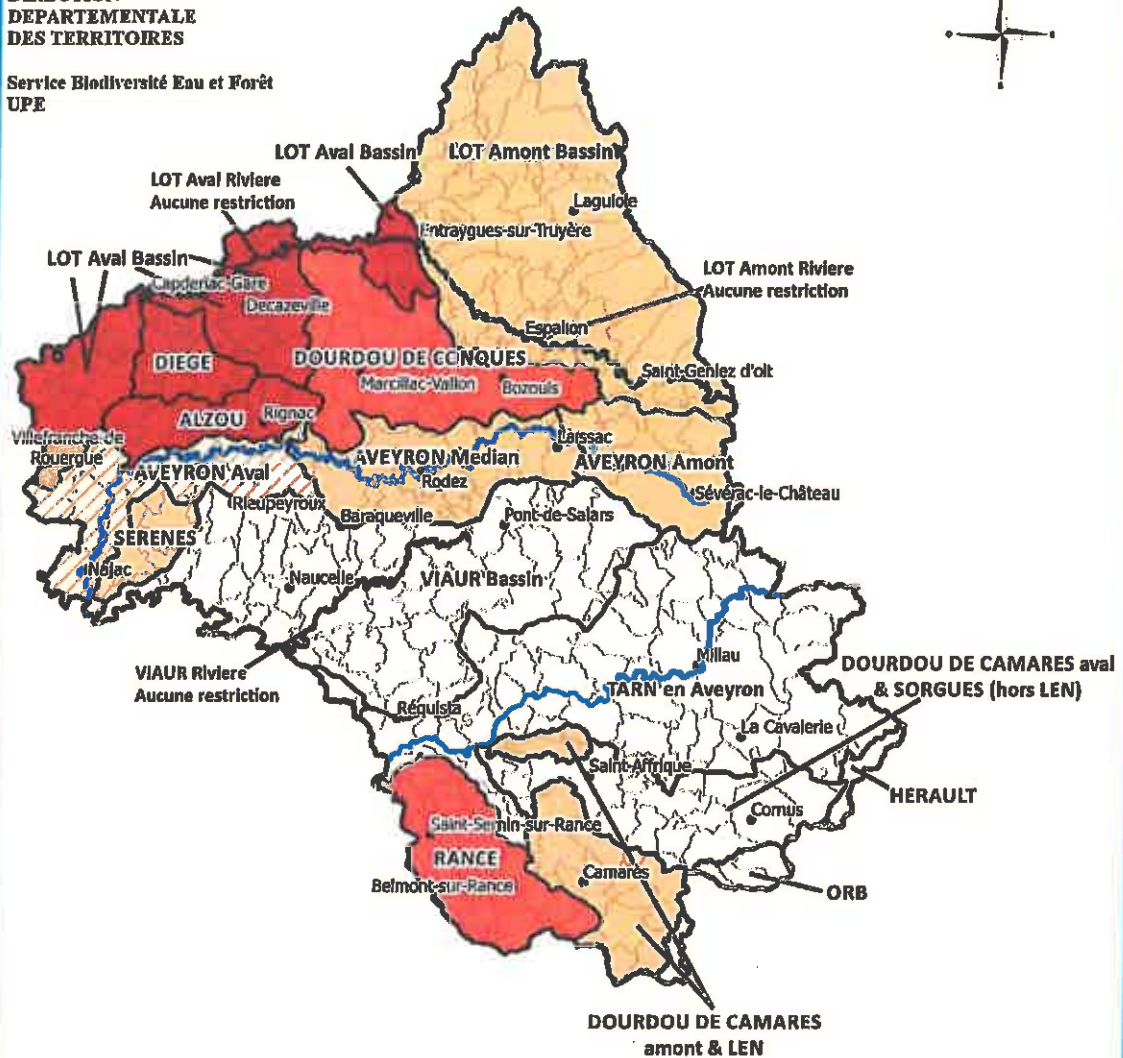 DEPARTEMENTALE
DES TERRITOIRES
Service Biodiversité Eau et Forêt
UPE
LOT Aval Bassin
LOT Amont Bassin
LOT Aval Riviere
Aucune restriction
Laguiole
Entraygues-sur-Truyère
LOT Aval Bassin
LOT Amont Riviere
Aucune restriction
Capdenac-Gare
Decazeville
Espalion
DIEGE
DOURDOU DE CONQUES
Saint-Geniez d'olt
Marcillac-Vallon
Bozouls
ALZOU
Rignac
Villefranche de
Rouergue
Laissac
AVEYRON Médian
AVEYRON Amont
AVEYRON Aval
Rodez
Sévérac-le-Château
Rieupeyroux
Baraqueville
Pont-de-Salars
SERENES
Najac
Naucelle
VIAUR Bassin
Millau
DOURDOU DE CAMARES aval
& SORGUES (hors LEN)
VIAUR Riviere
Aucune restriction
TARN en Aveyron
Réquista
La Cavalerie
Saint-Affrique
HERAULT
Cornus
Saint-Sernin-sur-Rance
RANCE
Camarès
Belmont-sur-Rance
ORB
DOURDOU DE CAMARES
amont & LEN